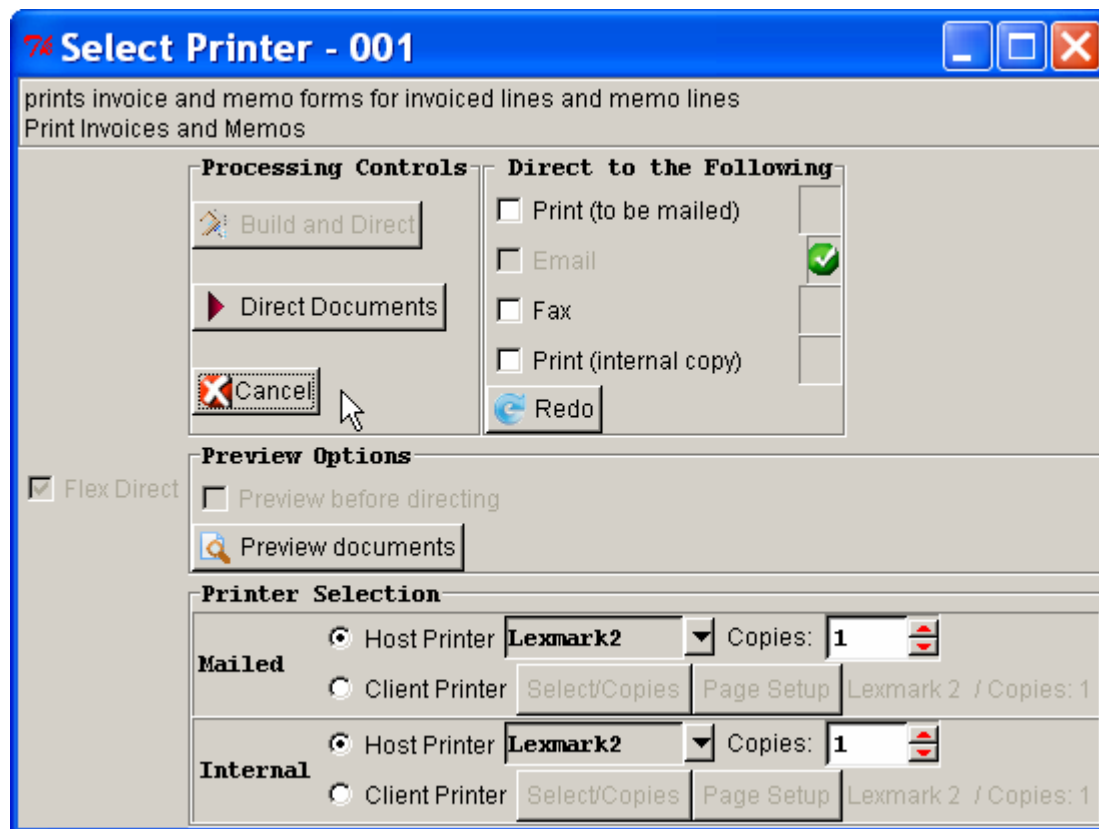 Select Printer - 001
prints invoice and memo forms for invoiced lines and memo lines
Print Invoices and Memos
Processing Controls
Build and Direct
Direct Documents
Cancel
Direct to the Following
Print (to be mailed)
Email
Fax
Print (internal copy)
Redo
Flex Direct
Preview Options
Preview before directing
Preview documents
Printer Selection
Mailed
Host Printer Lexmark2 Copies: 1
Client Printer Select/Copies Page Setup Lexmark 2 / Copies: 1
Internal
Host Printer Lexmark2 Copies: 1
Client Printer Select/Copies Page Setup Lexmark 2 / Copies: 1